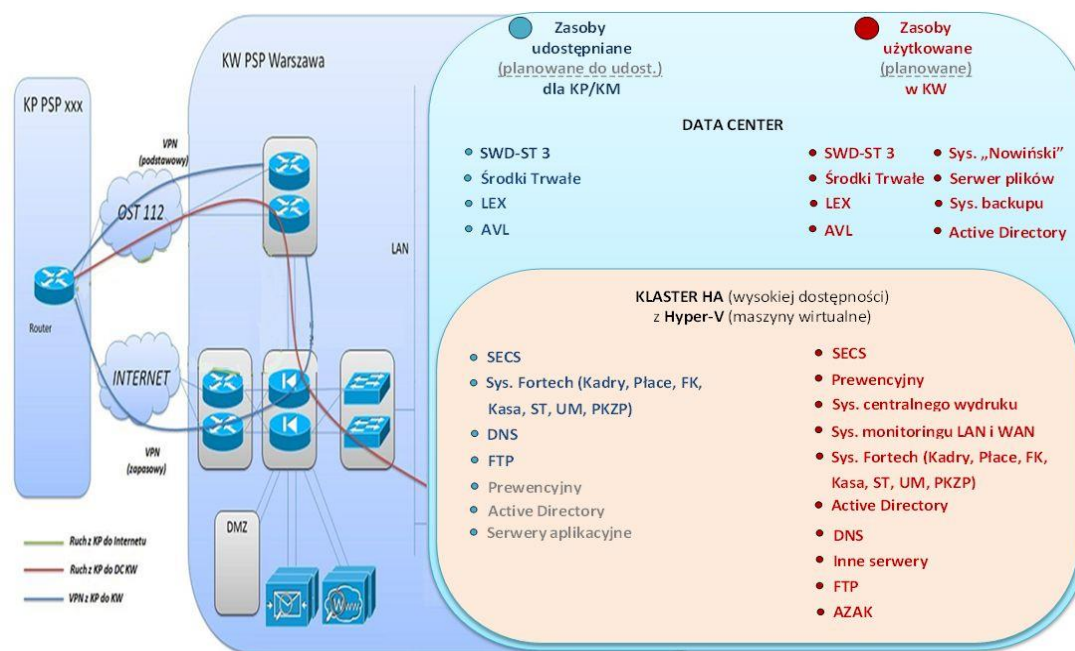 KP PSP xxx
Router
VPN
(podstawowy)
OST 112
INTERNET
VPN
(zapasowy)
Ruch z KP do Internetu
Ruch z KP do DC KW
VPN z KP do KW
KW PSP Warszawa
LAN
DMZ
Zasoby
udostępniane
(planowane do udost.)
dla KP/KM
Zasoby
użytkowane
(planowane)
w KW
DATA CENTER
SWD-ST 3
Środki Trwałe
LEX
AVL
SWD-ST 3
Środki Trwałe
LEX
AVL
Sys. „Nowiński”
Serwer plików
Sys. backupu
Active Directory
KLASTER HA (wysokiej dostępności)
z Hyper-V (maszyny wirtualne)
SECS
Sys. Fortech (Kadry, Płace, FK,
Kasa, ST, UM, PKZP)
DNS
FTP
Prewencyjny
Active Directory
Serwery aplikacyjne
SECS
Prewencyjny
Sys. centralnego wydruku
Sys. monitoringu LAN i WAN
Sys. Fortech (Kadry, Płace, FK,
Kasa, ST, UM, PKZP)
Active Directory
DNS
Inne serwery
FTP
AZAK